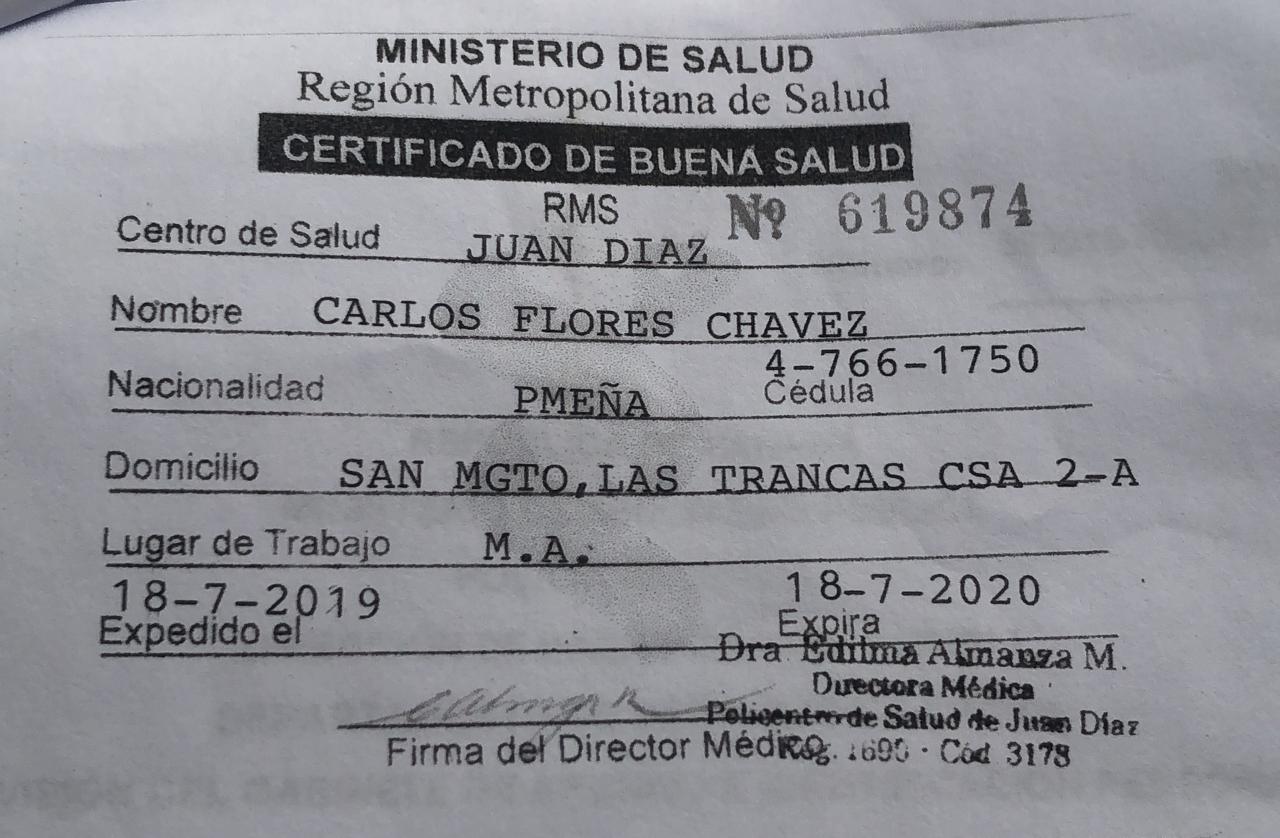 MINISTERIO DE SALUD
Región Metropolitana de Salud
CERTIFICADO DE BUENA SALUD
RMS Nº 619874
Centro de Salud JUAN DIAZ
Nombre CARLOS FLORES CHAVEZ
4-766-1750
Nacionalidad PMEÑA Cédula
Domicilio SAN MGTO,LAS TRANCAS CSA 2-A
Lugar de Trabajo M.A.
18-7-2019 18-7-2020
Expedido el Expira
Dra Edilma Almanza M.
Directora Médica
Policentro de Salud de Juan Díaz
Firma del Director Médico Reg. 1690 · Cód 3178